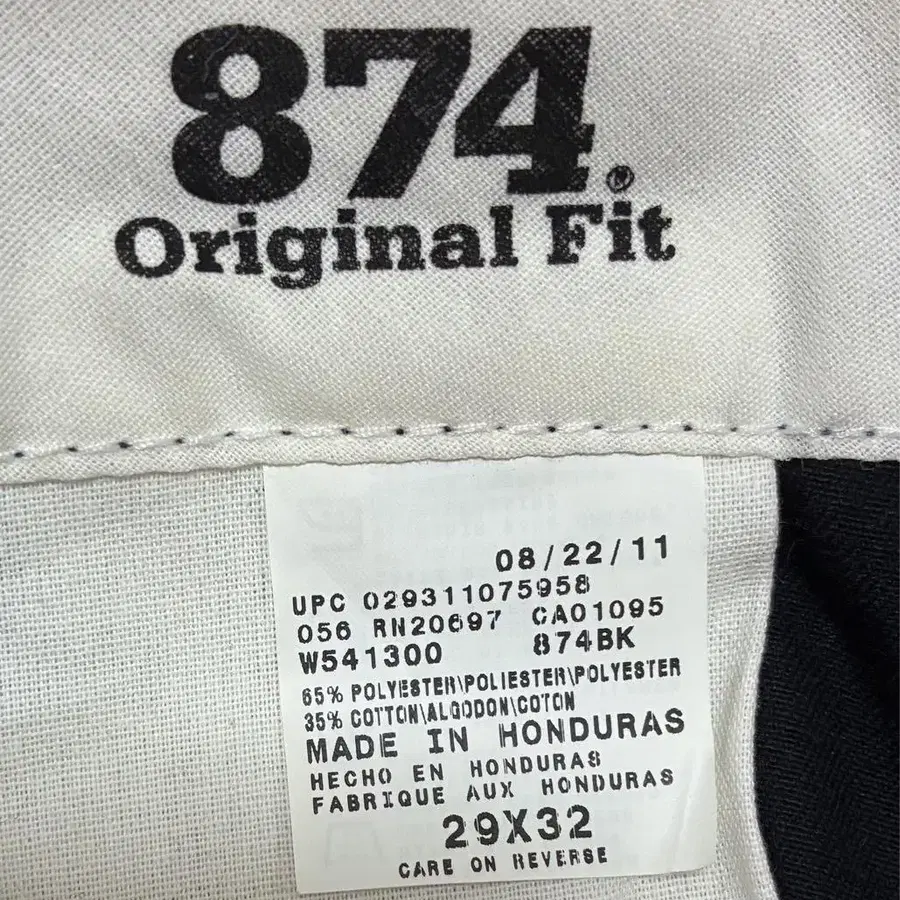 874®
Original Fit
08/22/11
UPC 029311075958
056 RN20697 CA01095
W541300 874BK
65% POLYESTER\POLIESTER\POLYESTER
35% COTTON\ALGODON\COTON
MADE IN HONDURAS
HECHO EN HONDURAS
FABRIQUE AUX HONDURAS
29X32
CARE ON REVERSE